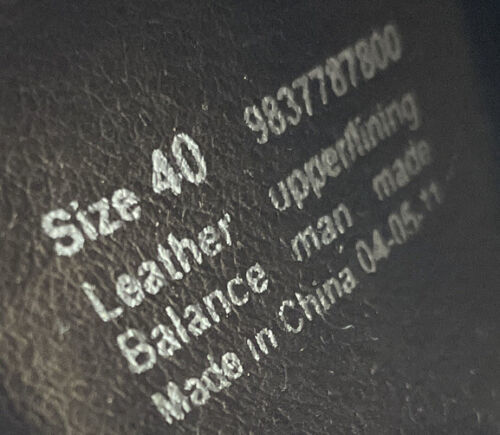 Size 40 9837787800
Leather upper/lining
Balance man made
Made in China 04-05-11